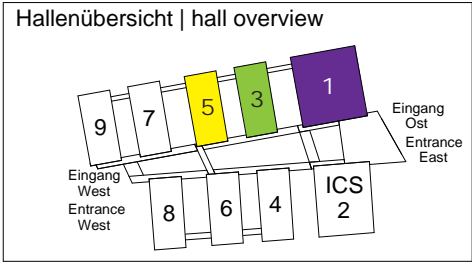 Hallenübersicht | hall overview
1
3
5
7
9
Eingang
Ost
Entrance
East
Eingang
West
Entrance
West
8
6
4
ICS
2